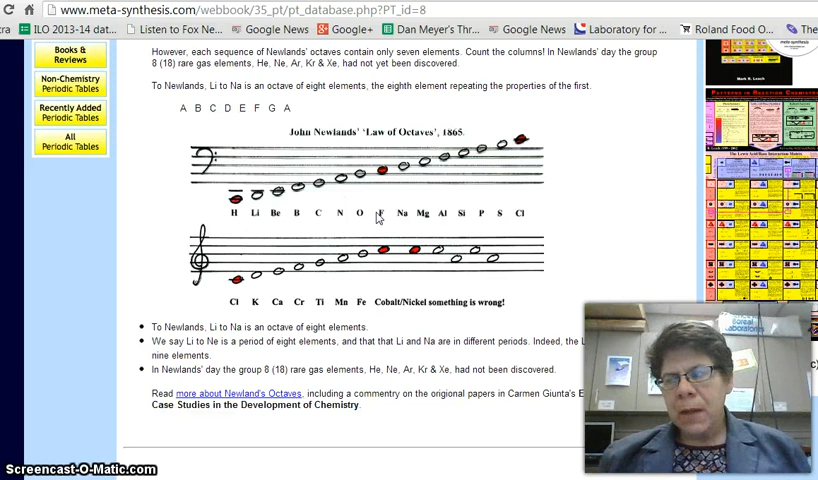 www.meta-synthesis.com/webbook/35_pt/pt_database.php?PT_id=8
ILO 2013-14 dentt
Listen to Fox New
Google News
Google+
Dan Meyer's Thre
Google News
Laboratory for
Roland Food O
The
Books &
Reviews
Non-Chemistry
Periodic Tables
Recently Added
Periodic Tables
All
Periodic Tables
However, each sequence of Newlands' octaves contain only seven elements. Count the columns! In Newlands' day the group
8 (18) rare gas elements, He, Ne, Ar, Kr & Xe, had not yet been discovered.
To Newlands, Li to Na is an octave of eight elements, the eighth element repeating the properties of the first.
A B C D E F G A
John Newlands' 'Law of Octaves', 1865.
H Li Be B C N O F Na Mg Al Si P S Cl
Cl K Ca Cr Ti Mn Fe Cobalt/Nickel something is wrong!
To Newlands, Li to Na is an octave of eight elements.
We say Li to Ne is a period of eight elements, and that that Li and Na are in different periods. Indeed, the L
nine elements.
In Newlands' day the group 8 (18) rare gas elements, He, Ne, Ar, Kr & Xe, had not been discovered.
Read more about Newland's Octaves, including a commentary on the origional papers in Carmen Giunta's E
Case Studies in the Development of Chemistry.
Mark R. Leach
Boreal
Laboratories
Screencast-O-Matic.com